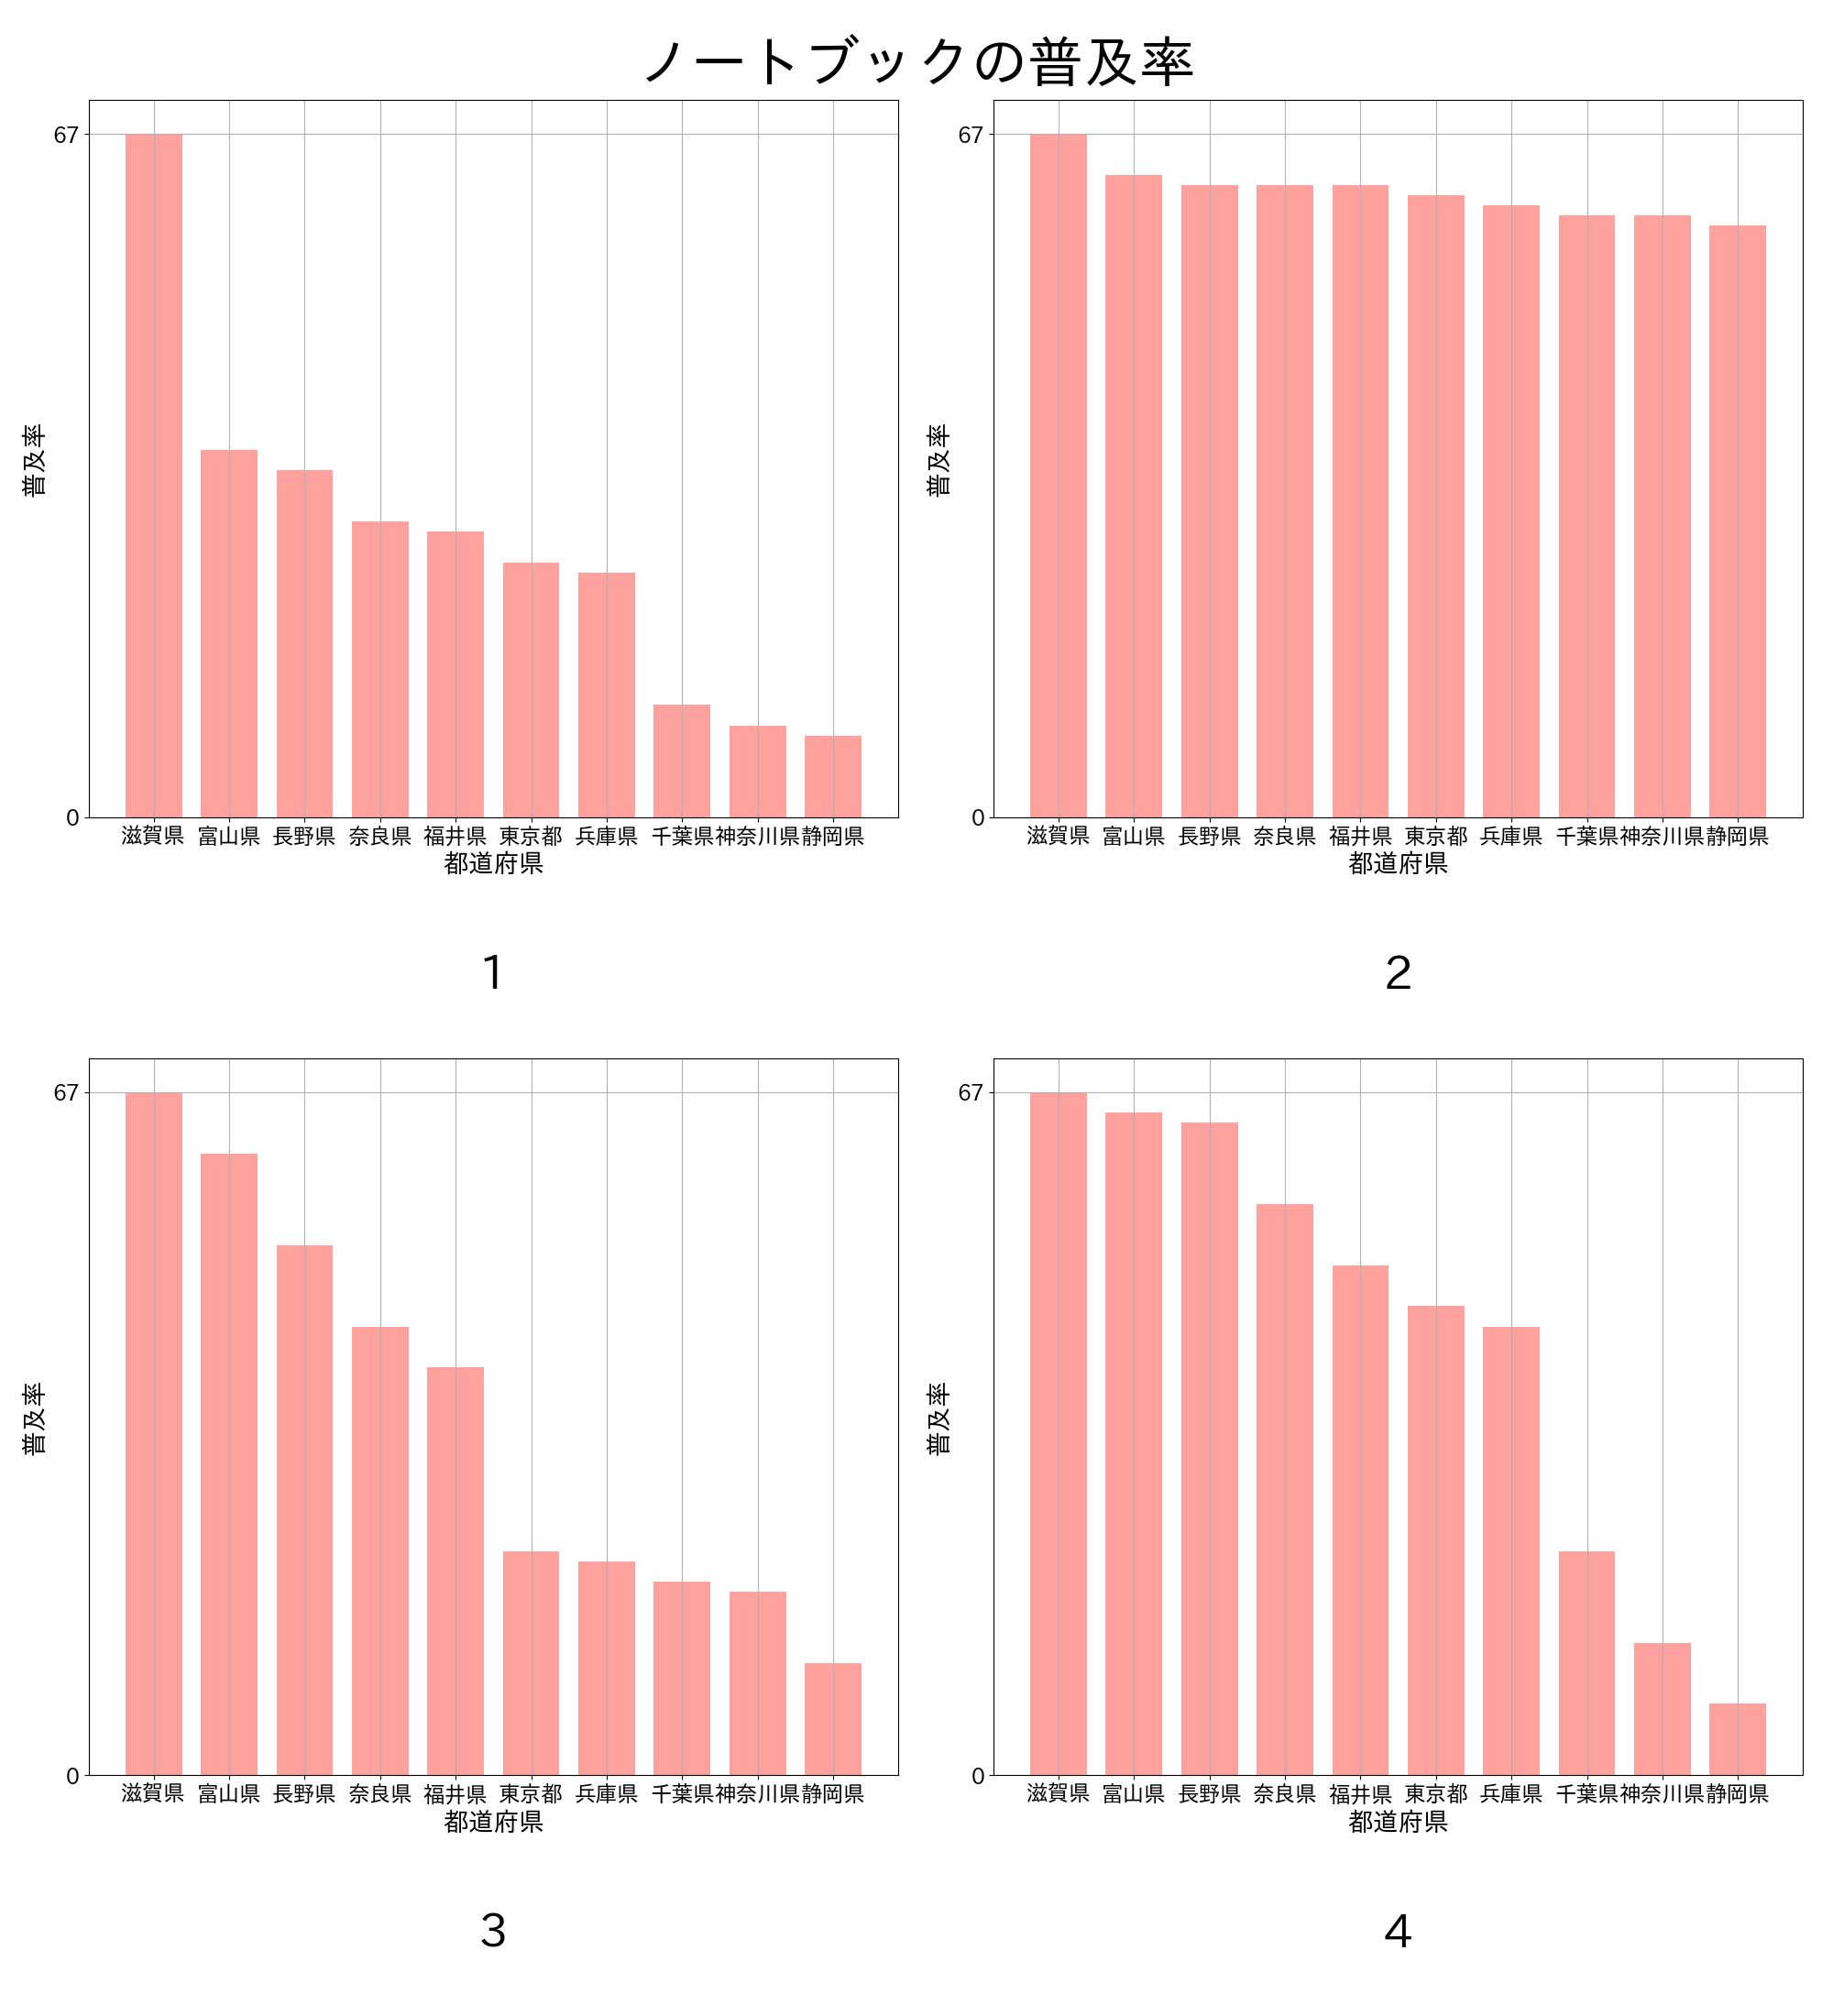 ノートブックの普及率
67
0
普及率
滋賀県 富山県 長野県 奈良県 福井県 東京都 兵庫県 千葉県 神奈川県 静岡県
都道府県
1
67
0
普及率
滋賀県 富山県 長野県 奈良県 福井県 東京都 兵庫県 千葉県 神奈川県 静岡県
都道府県
2
67
0
普及率
滋賀県 富山県 長野県 奈良県 福井県 東京都 兵庫県 千葉県 神奈川県 静岡県
都道府県
3
67
0
普及率
滋賀県 富山県 長野県 奈良県 福井県 東京都 兵庫県 千葉県 神奈川県 静岡県
都道府県
4